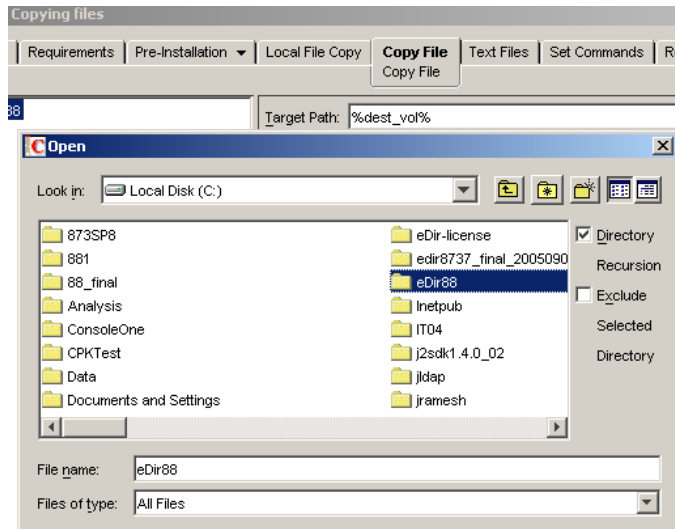 Copying files
Requirements Pre-Installation Local File Copy Copy File Text Files Set Commands R
Copy File
88
Target Path: %dest_vol%
Open
Look in: Local Disk (C:)
873SP8 eDir-license Directory
881 edir8737_final_2005090 Recursion
88_final eDir88
Analysis Inetpub Exclude
ConsoleOne IT04 Selected
CPKTest j2sdk1.4.0_02 Directory
Data jldap
Documents and Settings jramesh
File name: eDir88
Files of type: All Files